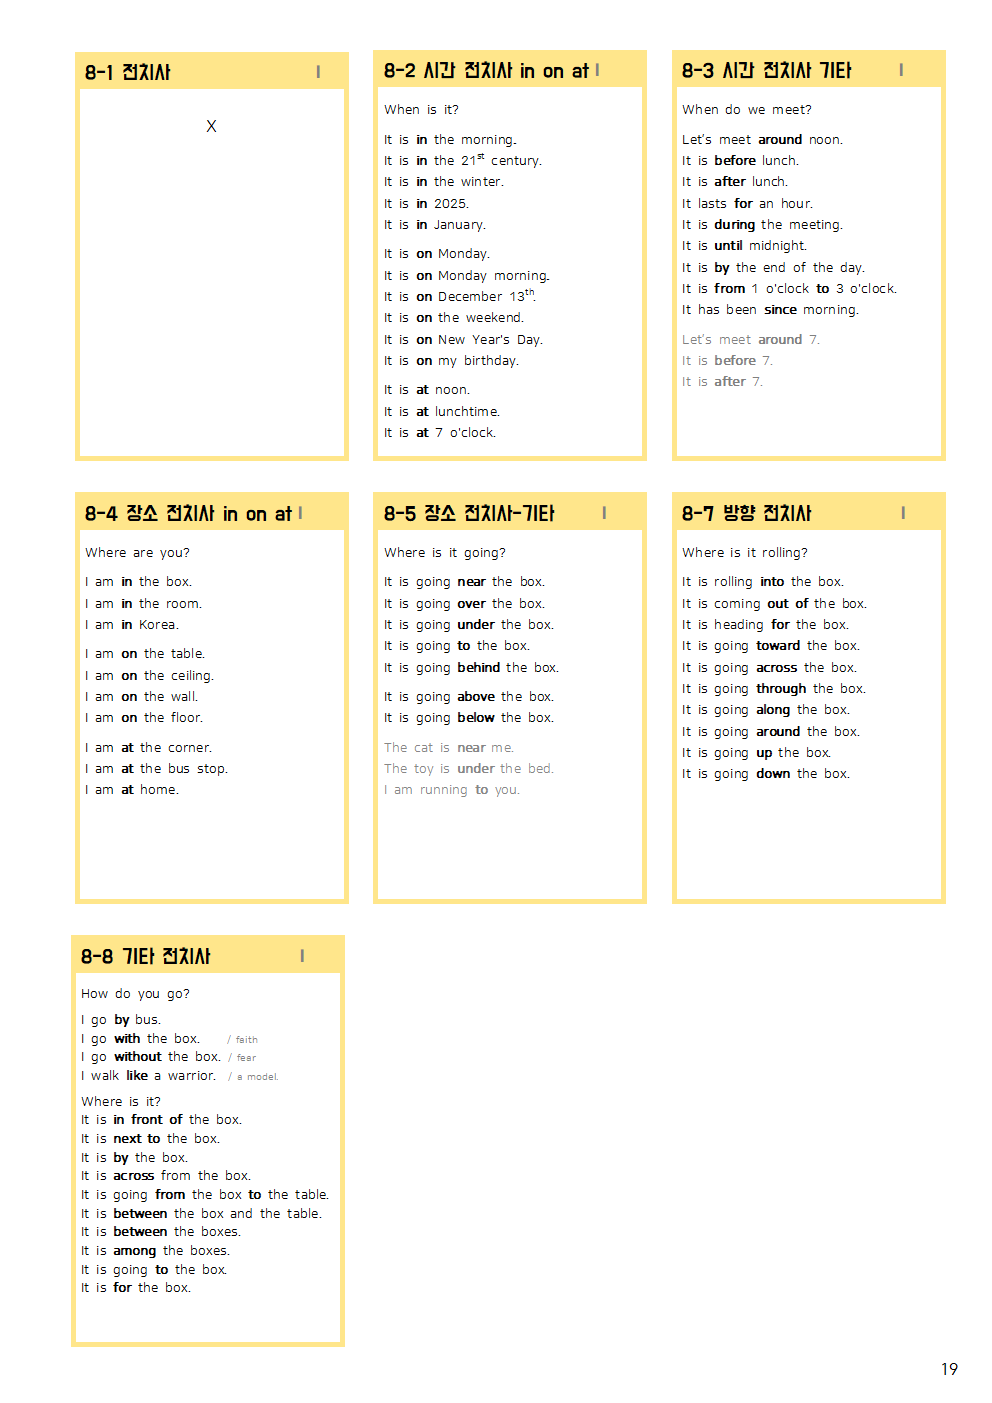 8-1 전치사 I
X
8-2 시간 전치사 in on at I
When is it?
It is in the morning.
It is in the 21st century.
It is in the winter.
It is in 2025.
It is in January.
It is on Monday.
It is on Monday morning.
It is on December 13th.
It is on the weekend.
It is on New Year's Day.
It is on my birthday.
It is at noon.
It is at lunchtime.
It is at 7 o'clock.
8-3 시간 전치사 기타 I
When do we meet?
Let's meet around noon.
It is before lunch.
It is after lunch.
It lasts for an hour.
It is during the meeting.
It is until midnight.
It is by the end of the day.
It is from 1 o'clock to 3 o'clock.
It has been since morning.
Let's meet around 7.
It is before 7.
It is after 7.
8-4 장소 전치사 in on at I
Where are you?
I am in the box.
I am in the room.
I am in Korea.
I am on the table.
I am on the ceiling.
I am on the wall.
I am on the floor.
I am at the corner.
I am at the bus stop.
I am at home.
8-5 장소 전치사-기타 I
Where is it going?
It is going near the box.
It is going over the box.
It is going under the box.
It is going to the box.
It is going behind the box.
It is going above the box.
It is going below the box.
The cat is near me.
The toy is under the bed.
I am running to you.
8-7 방향 전치사 I
Where is it rolling?
It is rolling into the box.
It is coming out of the box.
It is heading for the box.
It is going toward the box.
It is going across the box.
It is going through the box.
It is going along the box.
It is going around the box.
It is going up the box.
It is going down the box.
8-8 기타 전치사 I
How do you go?
I go by bus.
I go with the box. / faith
I go without the box. / fear
I walk like a warrior. / a model.
Where is it?
It is in front of the box.
It is next to the box.
It is by the box.
It is across from the box.
It is going from the box to the table.
It is between the box and the table.
It is between the boxes.
It is among the boxes.
It is going to the box.
It is for the box.
19